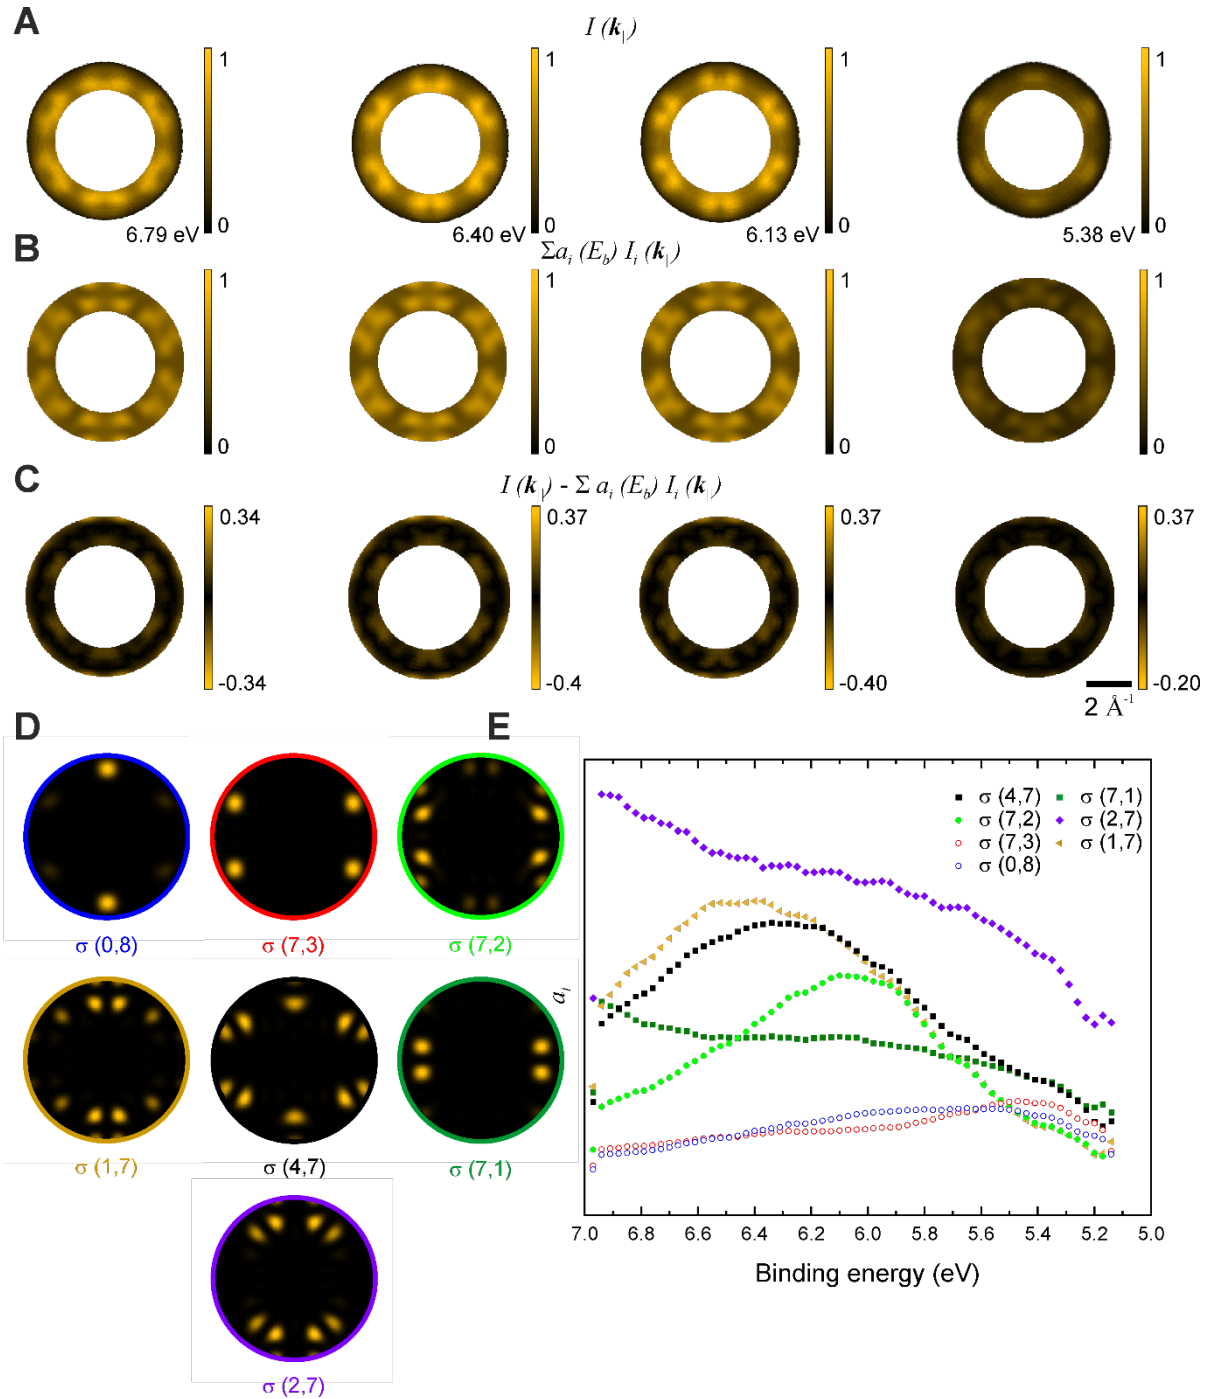 A
I (k|)
1
1
1
1
0
0
0
0
6.79 eV
6.40 eV
6.13 eV
5.38 eV
B
Σa_i (E_b) I_i (k|)
1
1
1
1
0
0
0
0
C
I (k|) - Σ a_i (E_b) I_i (k|)
0.34
0.37
0.37
0.37
-0.34
-0.4
-0.40
-0.20
2 Å⁻¹
D
σ (0,8)
σ (7,3)
σ (7,2)
σ (1,7)
σ (4,7)
σ (7,1)
σ (2,7)
E
a_i
σ (4,7)
σ (7,1)
σ (7,2)
σ (2,7)
σ (7,3)
σ (1,7)
σ (0,8)
7.0 6.8 6.6 6.4 6.2 6.0 5.8 5.6 5.4 5.2 5.0
Binding energy (eV)